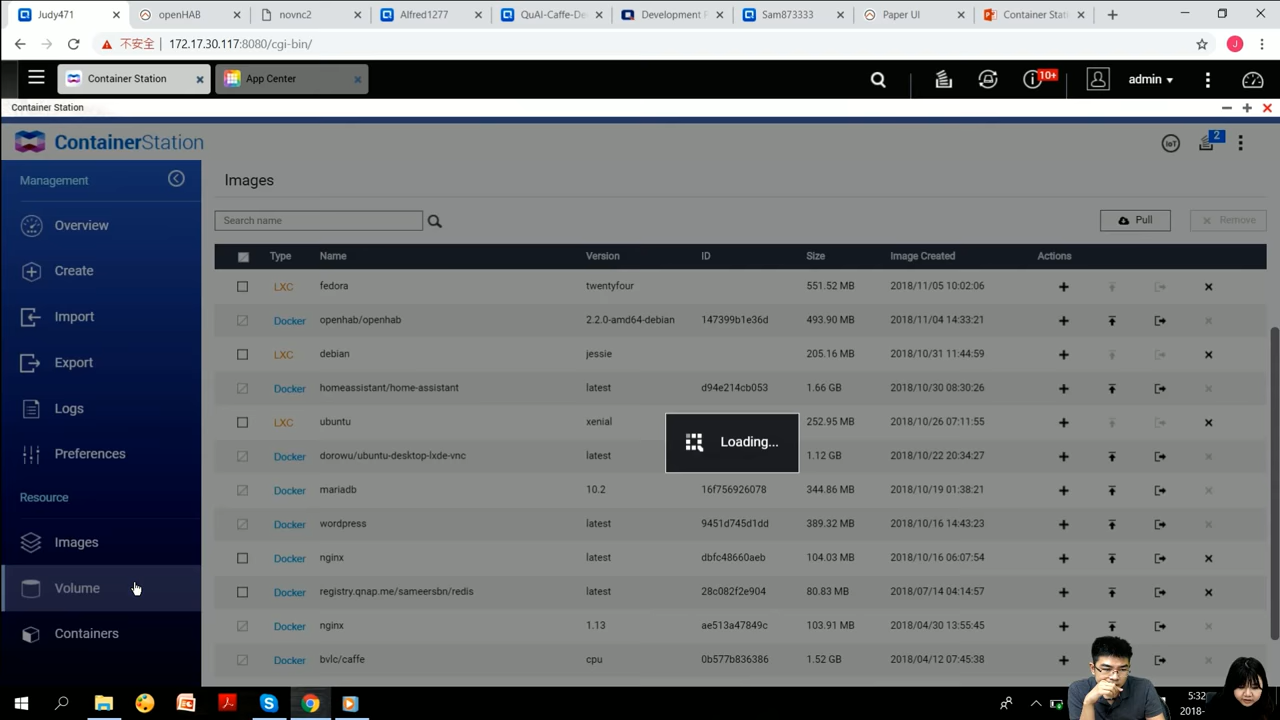 Judy471
openHAB
novnc2
Alfred1277
QuAI-Caffe-De
Development P
Sam873333
Paper UI
Container Sta
不安全 172.17.30.117:8080/cgi-bin/
J
Container Station
App Center
10+
admin
Container Station
ContainerStation
IoT
2
Management
Overview
Create
Import
Export
Logs
Preferences
Resource
Images
Volume
Containers
Images
Search name
Pull
Remove
Type Name Version ID Size Image Created Actions
LXC fedora twentyfour 551.52 MB 2018/11/05 10:02:06
Docker openhab/openhab 2.2.0-amd64-debian 147399b1e36d 493.90 MB 2018/11/04 14:33:21
LXC debian jessie 205.16 MB 2018/10/31 11:44:59
Docker homeassistant/home-assistant latest d94e214cb053 1.66 GB 2018/10/30 08:30:26
LXC ubuntu xenial 252.95 MB 2018/10/26 07:11:55
Docker dorowu/ubuntu-desktop-lxde-vnc latest 1.12 GB 2018/10/22 20:34:27
Docker mariadb 10.2 16f756926078 344.86 MB 2018/10/19 01:38:21
Docker wordpress latest 9451d745d1dd 389.32 MB 2018/10/16 14:43:23
Docker nginx latest dbfc48660aeb 104.03 MB 2018/10/16 06:07:54
Docker registry.qnap.me/sameersbn/redis latest 28c082f2e904 80.83 MB 2018/07/14 04:14:57
Docker nginx 1.13 ae513a47849c 103.91 MB 2018/04/30 13:55:45
Docker bvlc/caffe cpu 0b577b836386 1.52 GB 2018/04/12 07:45:38
Loading...
5:32
2018-